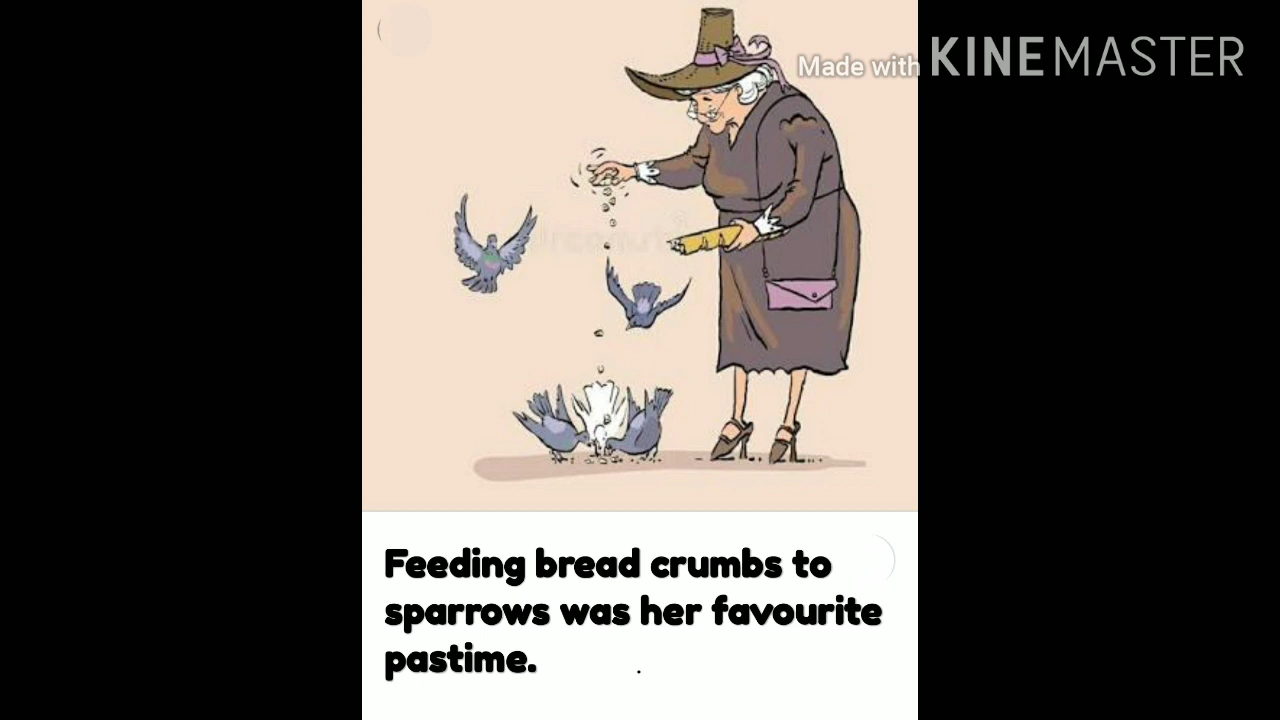 Made with KINEMASTER
Feeding bread crumbs to
sparrows was her favourite
pastime.